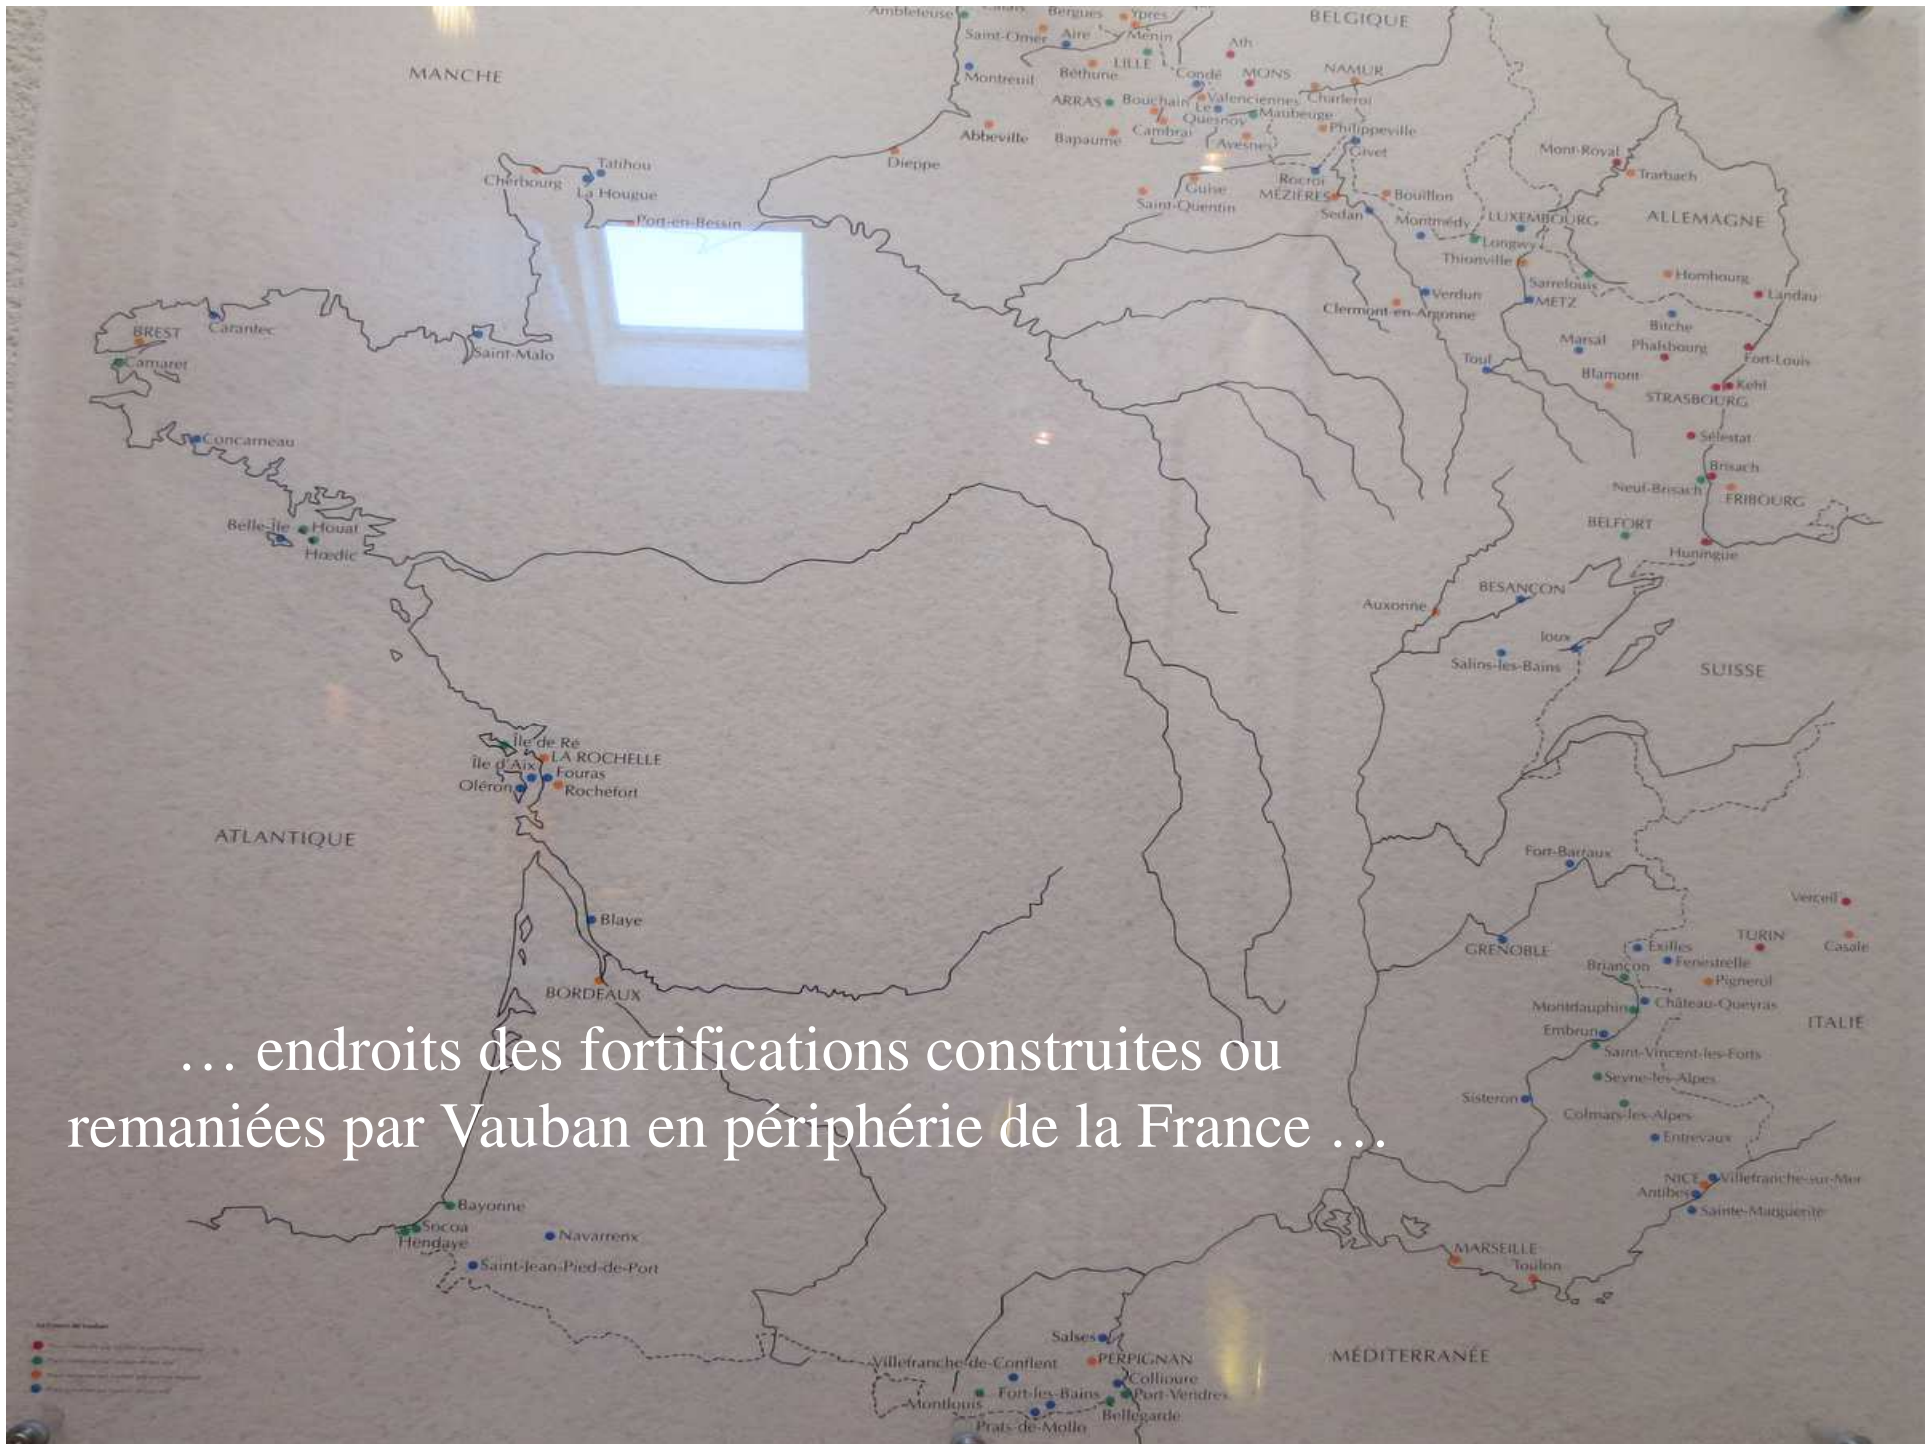 Ambleteuse
Bergues
Ypres
BELGIQUE
Saint-Omer
Aire
Menin
Ath
MANCHE
Montreuil
Béthune
LILLE
Condé
MONS
NAMUR
ARRAS
Bouchain
Valenciennes
Charleroi
Le
Quesnoy
Maubeuge
Abbeville
Bapaume
Cambrai
Avesnes
Philippeville
Givet
Dieppe
Mont-Royal
Trarbach
Tatihou
Cherbourg
La Hougue
Guise
Saint-Quentin
Rocroi
MÉZIÈRES
Bouillon
Sedan
Montmédy
LUXEMBOURG
ALLEMAGNE
Port-en-Bessin
Longwy
Thionville
Sarrelouis
Hombourg
METZ
Landau
Verdun
Clermont-en-Argonne
BREST
Carantec
Bitche
Camaret
Saint-Malo
Marsal
Phalsbourg
Fort-Louis
Toul
Blamont
Kehl
STRASBOURG
Concarneau
Sélestat
Brisach
Neuf-Brisach
FRIBOURG
Belle-Île
Houat
Hœdic
BELFORT
Huningue
BESANÇON
Auxonne
Joux
Salins-les-Bains
SUISSE
Île de Ré
LA ROCHELLE
Île d'Aix
Fouras
Oléron
Rochefort
ATLANTIQUE
Fort-Barraux
Verceil
Blaye
GRENOBLE
Exilles
TURIN
Casale
Briançon
Fenestrelle
Pignerol
BORDEAUX
Montdauphin
Château-Queyras
Embrun
ITALIE
… endroits des fortifications construites ou
Saint-Vincent-les-Forts
Seyne-les-Alpes
Sisteron
Colmars-les-Alpes
remaniées par Vauban en périphérie de la France …
Entrevaux
NICE
Villefranche-sur-Mer
Antibes
Sainte-Marguerite
Bayonne
Socoa
Hendaye
Navarrenx
Saint-Jean-Pied-de-Port
MARSEILLE
Toulon
Salses
Villefranche-de-Conflent
PERPIGNAN
MÉDITERRANÉE
Collioure
Montlouis
Fort-les-Bains
Port-Vendres
Bellegarde
Prats-de-Mollo